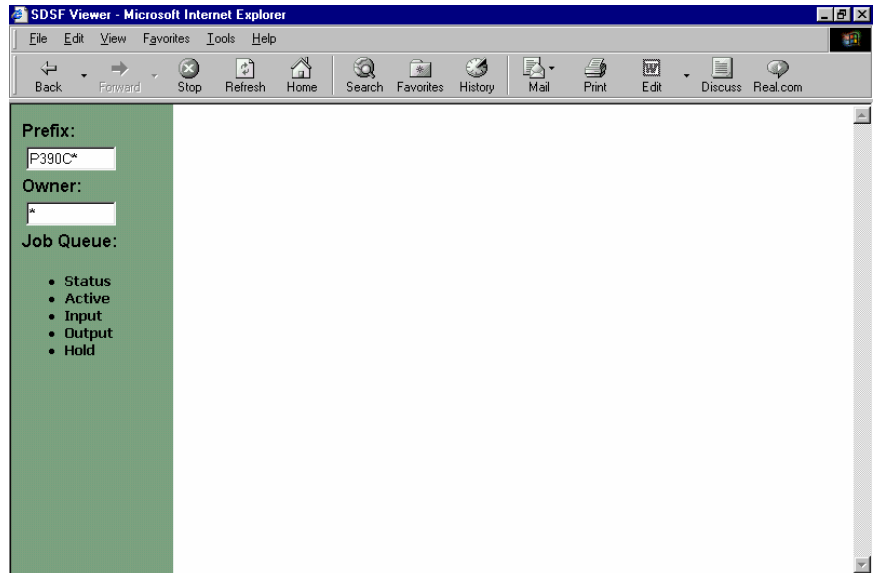 SDSF Viewer - Microsoft Internet Explorer
File Edit View Favorites Tools Help
Back Forward Stop Refresh Home Search Favorites History Mail Print Edit Discuss Real.com
Prefix:
P390C*
Owner:
*
Job Queue:
• Status
• Active
• Input
• Output
• Hold